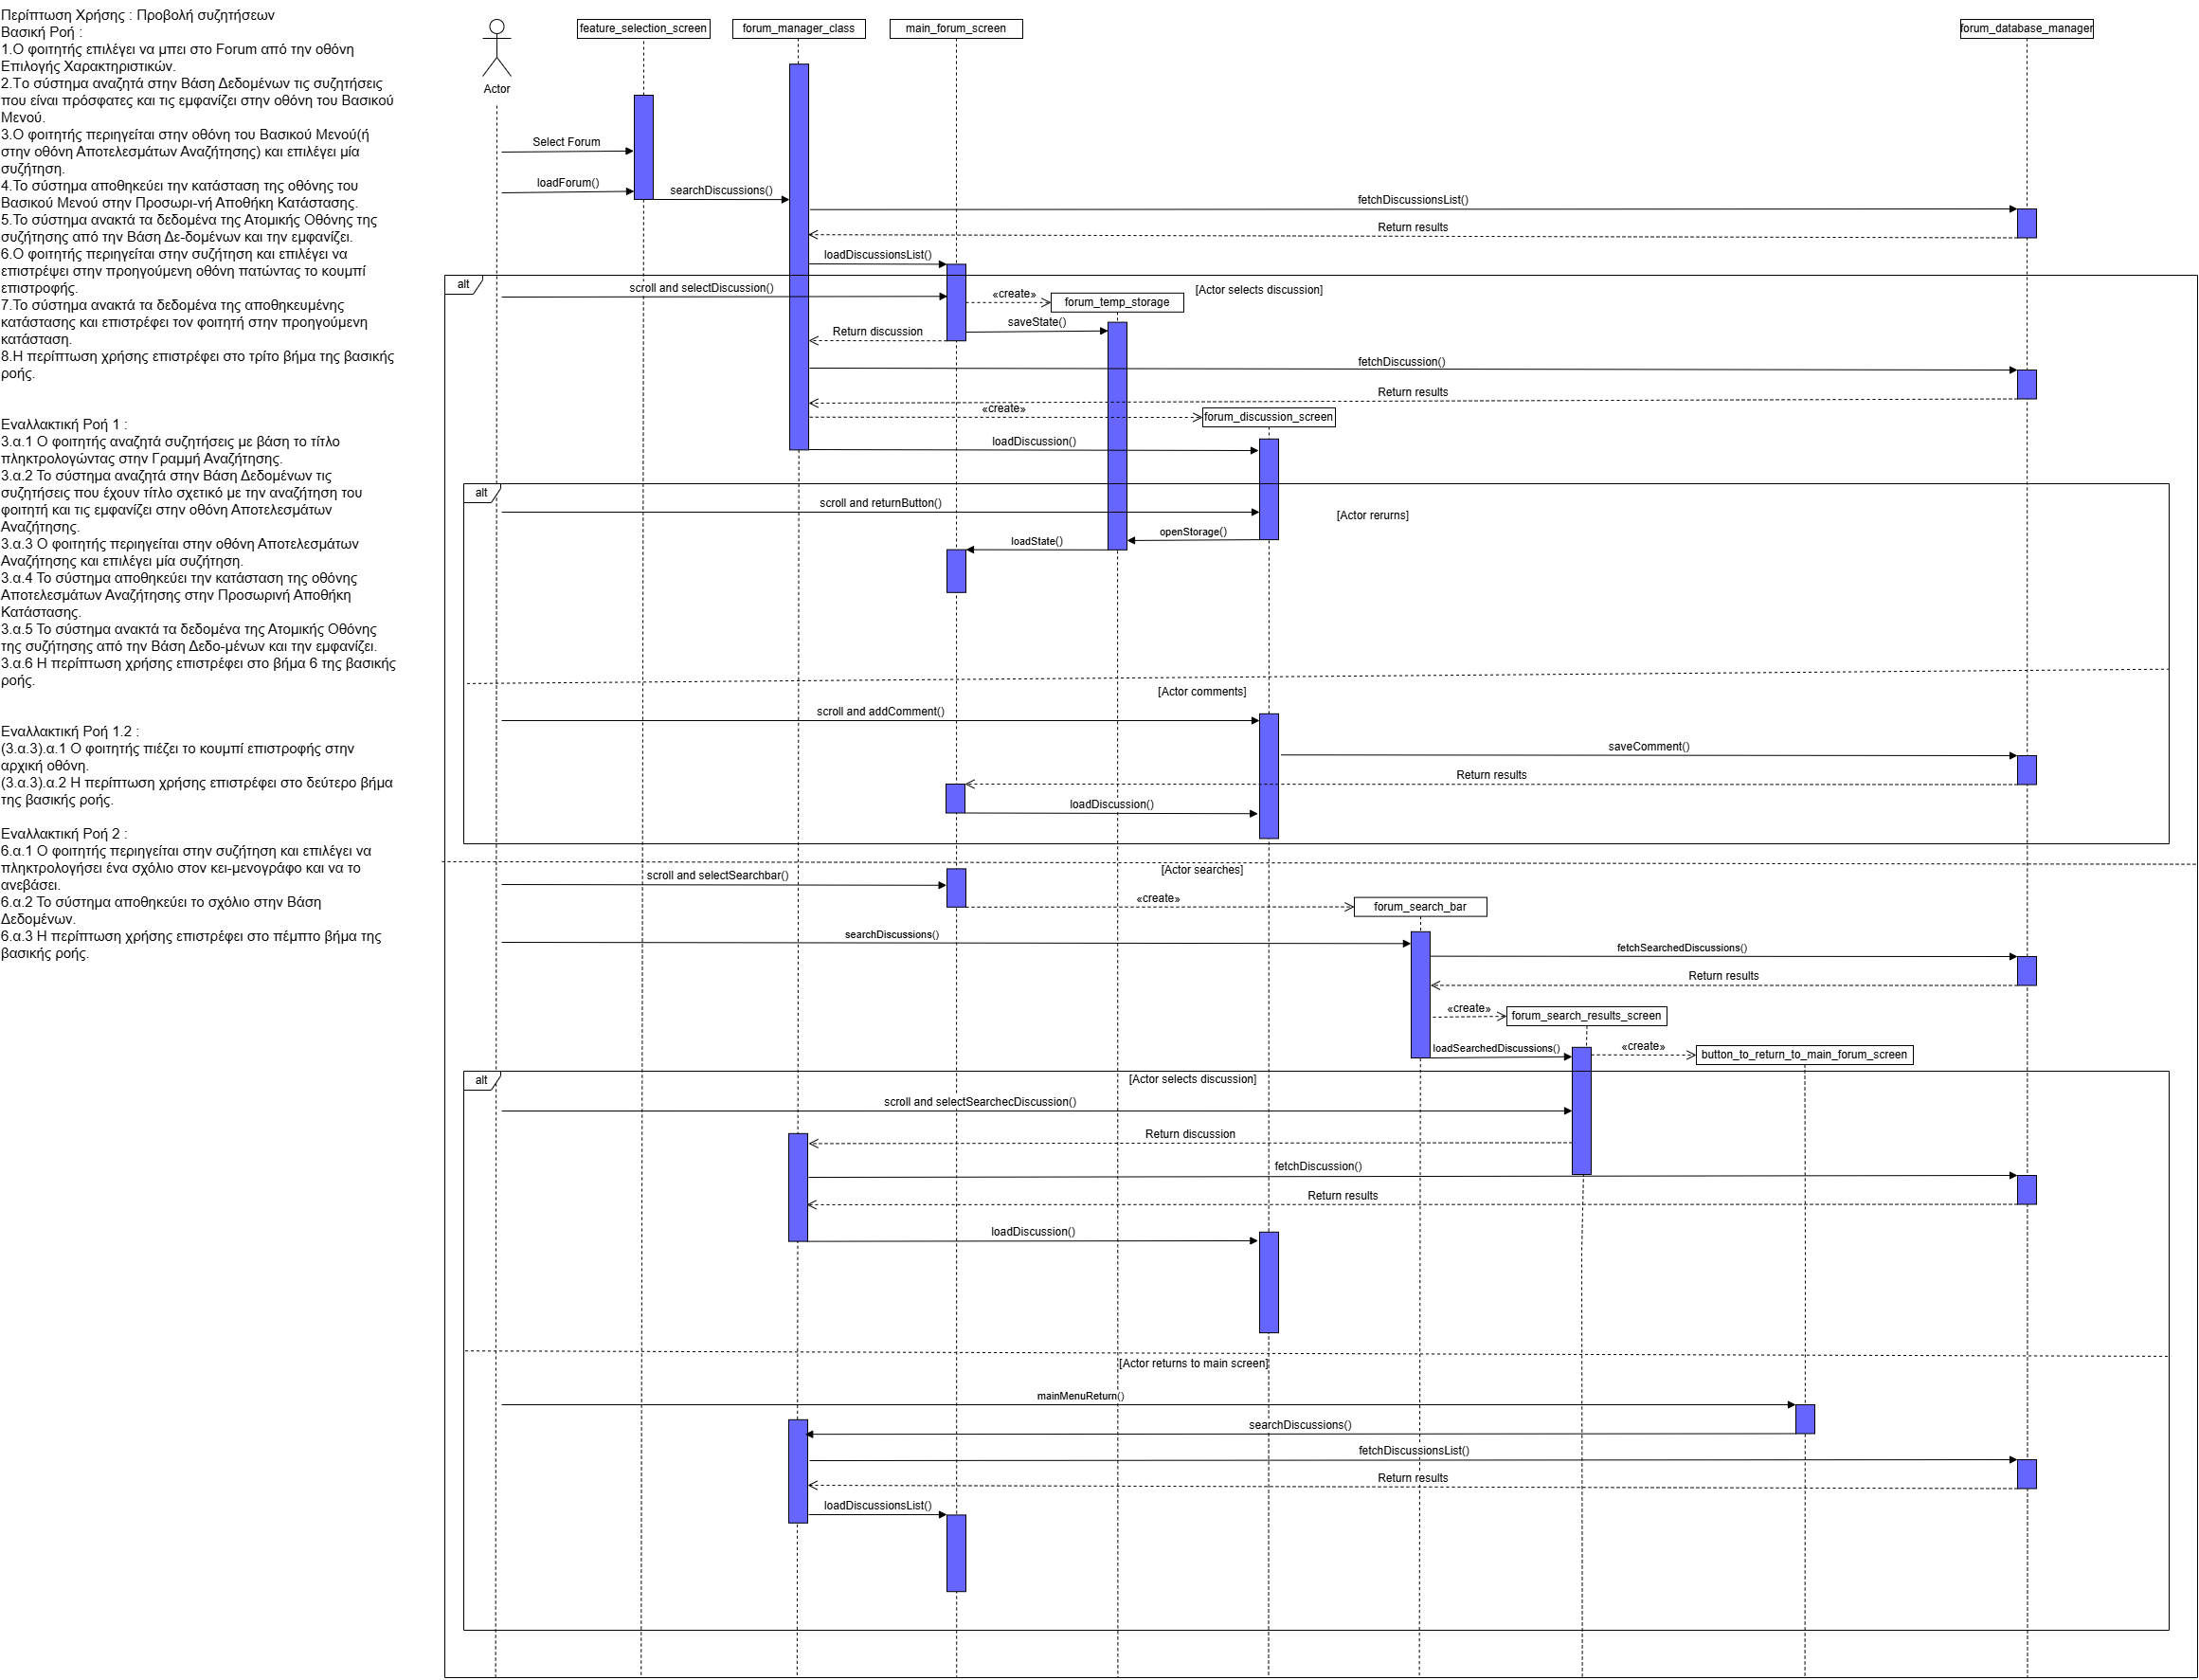 Περίπτωση Χρήσης : Προβολή συζητήσεων
Βασική Ροή :
1.Ο φοιτητής επιλέγει να μπει στο Forum από την οθόνη
Επιλογής Χαρακτηριστικών.
2.Το σύστημα αναζητά στην Βάση Δεδομένων τις συζητήσεις
που είναι πρόσφατες και τις εμφανίζει στην οθόνη του Βασικού
Μενού.
3.Ο φοιτητής περιηγείται στην οθόνη του Βασικού Μενού(ή
στην οθόνη Αποτελεσμάτων Αναζήτησης) και επιλέγει μία
συζήτηση.
4.Το σύστημα αποθηκεύει την κατάσταση της οθόνης του
Βασικού Μενού στην Προσωρι-νή Αποθήκη Κατάστασης.
5.Το σύστημα ανακτά τα δεδομένα της Ατομικής Οθόνης της
συζήτησης από την Βάση Δε-δομένων και την εμφανίζει.
6.Ο φοιτητής περιηγείται στην συζήτηση και επιλέγει να
επιστρέψει στην προηγούμενη οθόνη πατώντας το κουμπί
επιστροφής.
7.Το σύστημα ανακτά τα δεδομένα της αποθηκευμένης
κατάστασης και επιστρέφει τον φοιτητή στην προηγούμενη
κατάσταση.
8.Η περίπτωση χρήσης επιστρέφει στο τρίτο βήμα της βασικής
ροής.
Εναλλακτική Ροή 1 :
3.α.1 Ο φοιτητής αναζητά συζητήσεις με βάση το τίτλο
πληκτρολογώντας στην Γραμμή Αναζήτησης.
3.α.2 Το σύστημα αναζητά στην Βάση Δεδομένων τις
συζητήσεις που έχουν τίτλο σχετικό με την αναζήτηση του
φοιτητή και τις εμφανίζει στην οθόνη Αποτελεσμάτων
Αναζήτησης.
3.α.3 Ο φοιτητής περιηγείται στην οθόνη Αποτελεσμάτων
Αναζήτησης και επιλέγει μία συζήτηση.
3.α.4 Το σύστημα αποθηκεύει την κατάσταση της οθόνης
Αποτελεσμάτων Αναζήτησης στην Προσωρινή Αποθήκη
Κατάστασης.
3.α.5 Το σύστημα ανακτά τα δεδομένα της Ατομικής Οθόνης
της συζήτησης από την Βάση Δεδο-μένων και την εμφανίζει.
3.α.6 Η περίπτωση χρήσης επιστρέφει στο βήμα 6 της βασικής
ροής.
Εναλλακτική Ροή 1.2 :
(3.α.3).α.1 Ο φοιτητής πιέζει το κουμπί επιστροφής στην
αρχική οθόνη.
(3.α.3).α.2 Η περίπτωση χρήσης επιστρέφει στο δεύτερο βήμα
της βασικής ροής.
Εναλλακτική Ροή 2 :
6.α.1 Ο φοιτητής περιηγείται στην συζήτηση και επιλέγει να
πληκτρολογήσει ένα σχόλιο στον κει-μενογράφο και να το
ανεβάσει.
6.α.2 Το σύστημα αποθηκεύει το σχόλιο στην Βάση
Δεδομένων.
6.α.3 Η περίπτωση χρήσης επιστρέφει στο πέμπτο βήμα της
βασικής ροής.
Actor
feature_selection_screen
forum_manager_class
main_forum_screen
forum_database_manager
Select Forum
loadForum()
searchDiscussions()
fetchDiscussionsList()
Return results
loadDiscussionsList()
alt
scroll and selectDiscussion()
«create»
forum_temp_storage
[Actor selects discussion]
saveState()
Return discussion
fetchDiscussion()
Return results
«create»
forum_discussion_screen
loadDiscussion()
alt
scroll and returnButton()
[Actor rerurns]
openStorage()
loadState()
[Actor comments]
scroll and addComment()
saveComment()
Return results
loadDiscussion()
[Actor searches]
scroll and selectSearchbar()
«create»
forum_search_bar
searchDiscussions()
fetchSearchedDiscussions()
Return results
«create»
forum_search_results_screen
loadSearchedDiscussions()
«create»
button_to_return_to_main_forum_screen
alt
[Actor selects discussion]
scroll and selectSearchecDiscussion()
Return discussion
fetchDiscussion()
Return results
loadDiscussion()
[Actor returns to main screen]
mainMenuReturn()
searchDiscussions()
fetchDiscussionsList()
Return results
loadDiscussionsList()